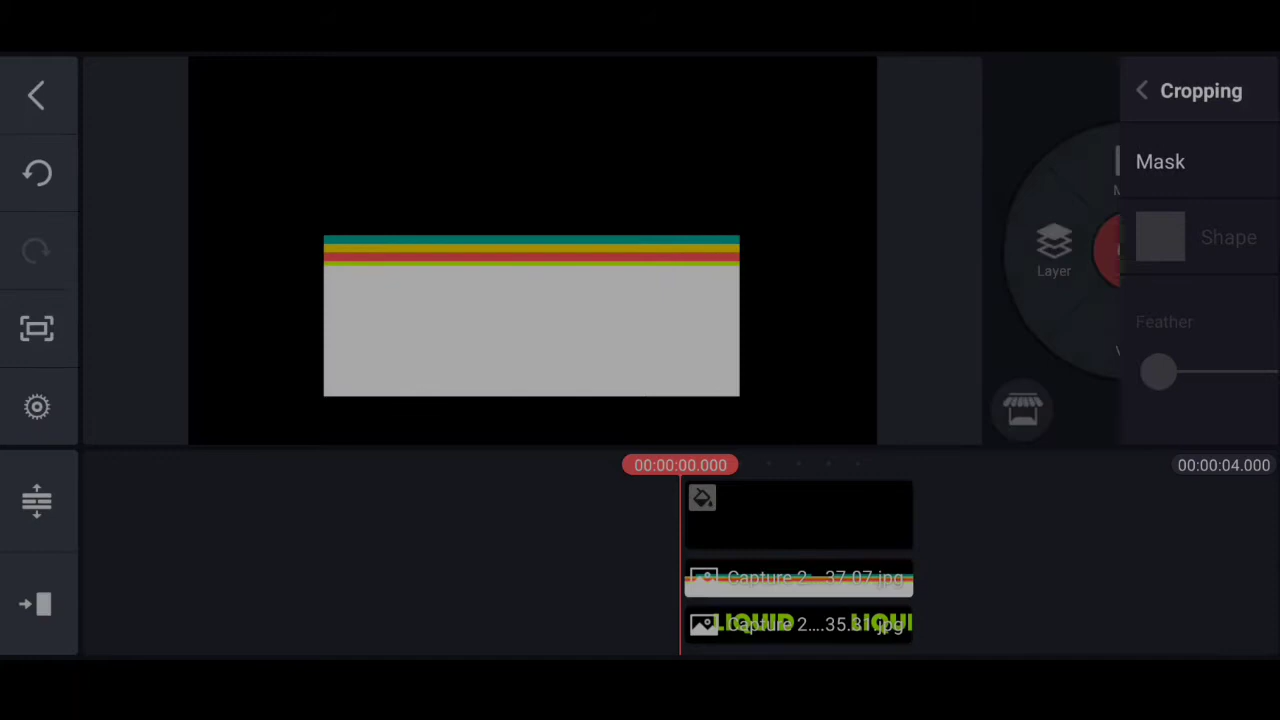 Cropping
Mask
Shape
Layer
Feather
00:00:00.000
00:00:04.000
Capture 2... 37.07.jpg
LIQUID LIQUI
Capture 2....35.31.jpg